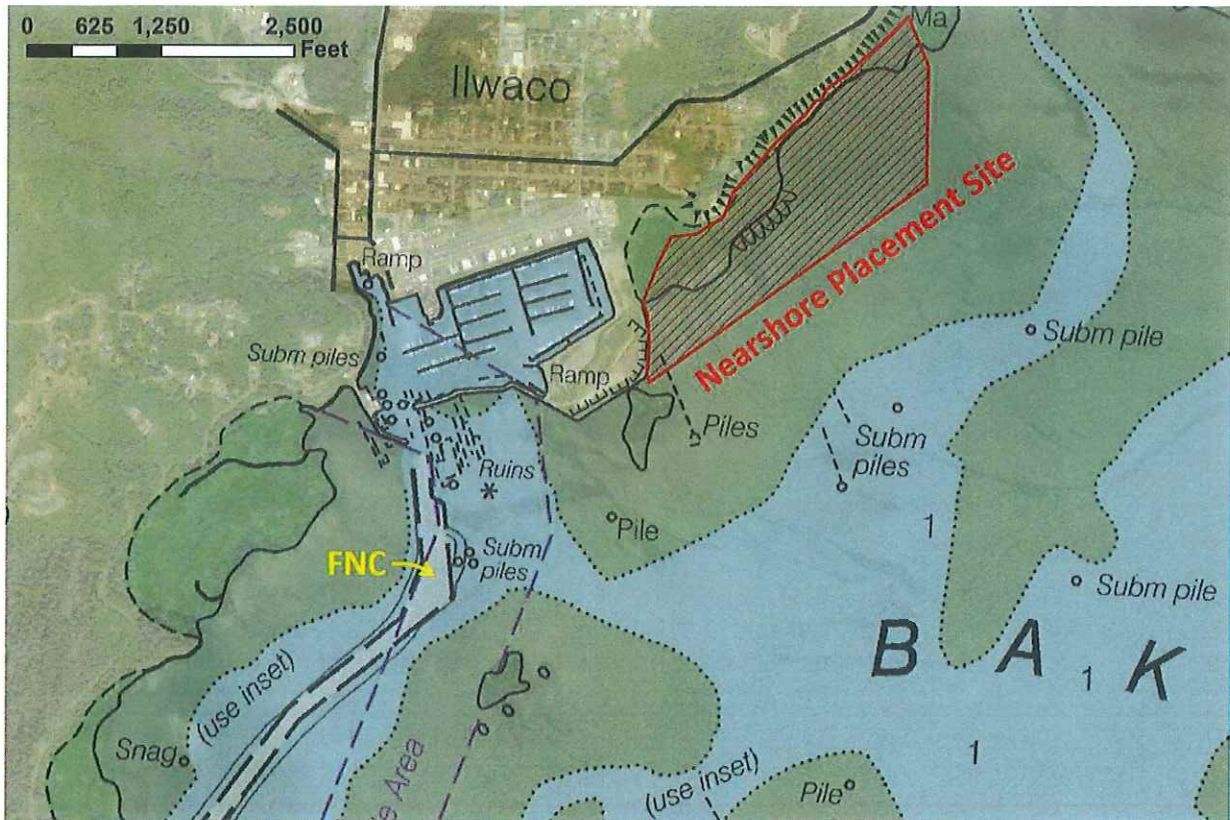 0 625 1,250 2,500
Feet
Ma
Ilwaco
Nearshore Placement Site
Ramp
Subm piles
Ramp
Subm pile
Piles
Subm
piles
Ruins
Pile
1
FNC
Subm
piles
Subm pile
B A K
1
(use inset)
Snag
1
le Area
(use inset)
Pile